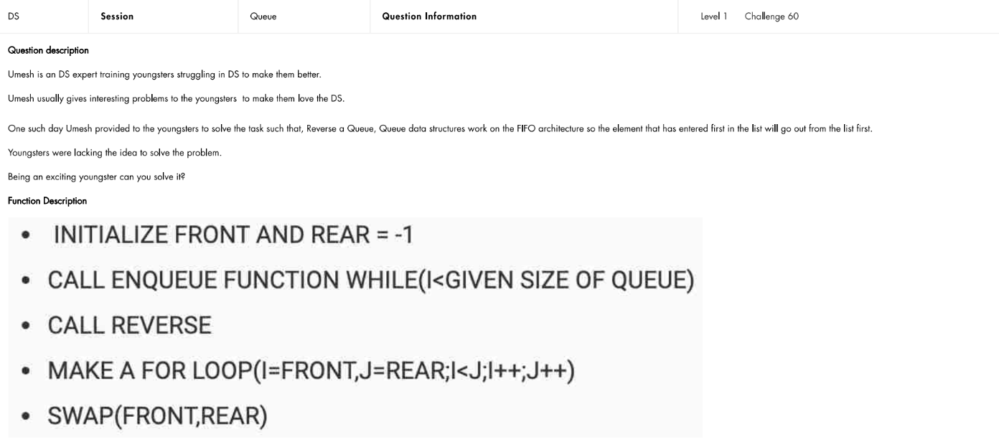 DS Session Queue Question Information Level 1 Challenge 60
Question description
Umesh is an DS expert training youngsters struggling in DS to make them better.
Umesh usually gives interesting problems to the youngsters to make them love the DS.
One such day Umesh provided to the youngsters to solve the task such that, Reverse a Queue, Queue data structures work on the FIFO architecture so the element that has entered first in the list will go out from the list first.
Youngsters were lacking the idea to solve the problem.
Being an exciting youngster can you solve it?
Function Description
• INITIALIZE FRONT AND REAR = -1
• CALL ENQUEUE FUNCTION WHILE(I<GIVEN SIZE OF QUEUE)
• CALL REVERSE
• MAKE A FOR LOOP(I=FRONT,J=REAR;I<J;I++;J++)
• SWAP(FRONT,REAR)